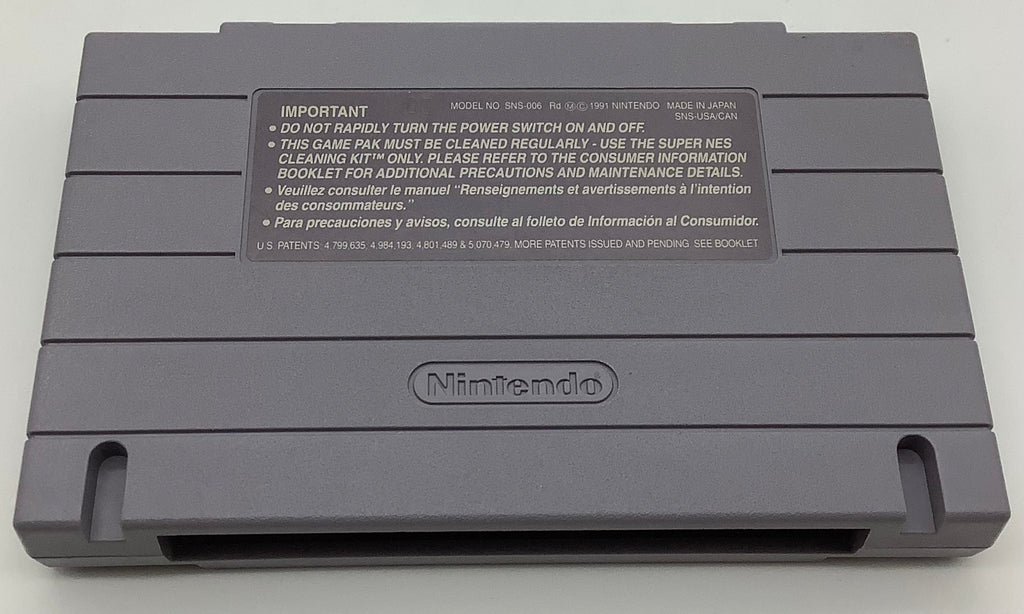 IMPORTANT
MODEL NO SNS-006 Rd Ⓜ Ⓒ 1991 NINTENDO MADE IN JAPAN
SNS-USA/CAN
• DO NOT RAPIDLY TURN THE POWER SWITCH ON AND OFF.
• THIS GAME PAK MUST BE CLEANED REGULARLY - USE THE SUPER NES
CLEANING KIT™ ONLY. PLEASE REFER TO THE CONSUMER INFORMATION
BOOKLET FOR ADDITIONAL PRECAUTIONS AND MAINTENANCE DETAILS.
• Veuillez consulter le manuel “Renseignements et avertissements à l’intention
des consommateurs.”
• Para precauciones y avisos, consulte al folleto de Información al Consumidor.
U.S. PATENTS: 4,799,635, 4,984,193, 4,801,489 & 5,070,479. MORE PATENTS ISSUED AND PENDING SEE BOOKLET
Nintendo®